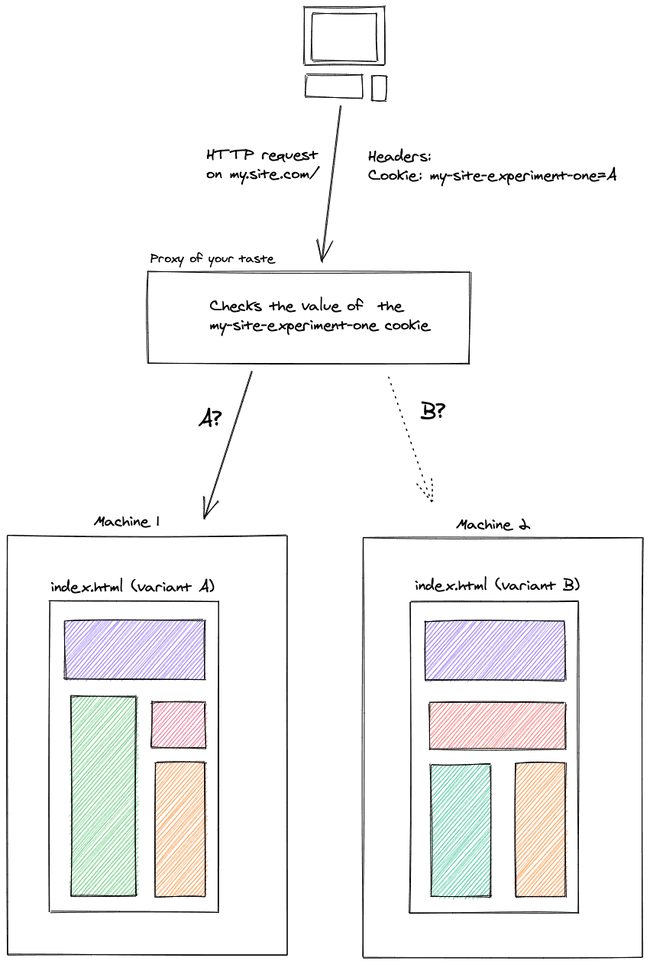 HTTP request
on my.site.com/
Headers:
Cookie: my-site-experiment-one=A
Proxy of your taste
Checks the value of the
my-site-experiment-one cookie
A?
B?
Machine 1
Machine 2
index.html (variant A)
index.html (variant B)